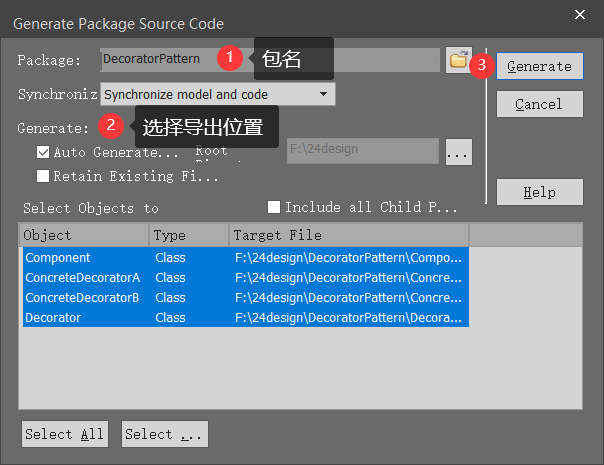 Generate Package Source Code
Package: DecoratorPattern 1 包名
3 Generate
Synchroniz Synchronize model and code
Cancel
Generate: 2 选择导出位置
Auto Generate... Root F:\24design ...
Retain Existing Fi...
Help
Select Objects to Include all Child P...
Object Type Target File
Component Class F:\24design\DecoratorPattern\Compo...
ConcreteDecoratorA Class F:\24design\DecoratorPattern\Concre...
ConcreteDecoratorB Class F:\24design\DecoratorPattern\Concre...
Decorator Class F:\24design\DecoratorPattern\Decora...
Select All Select ...